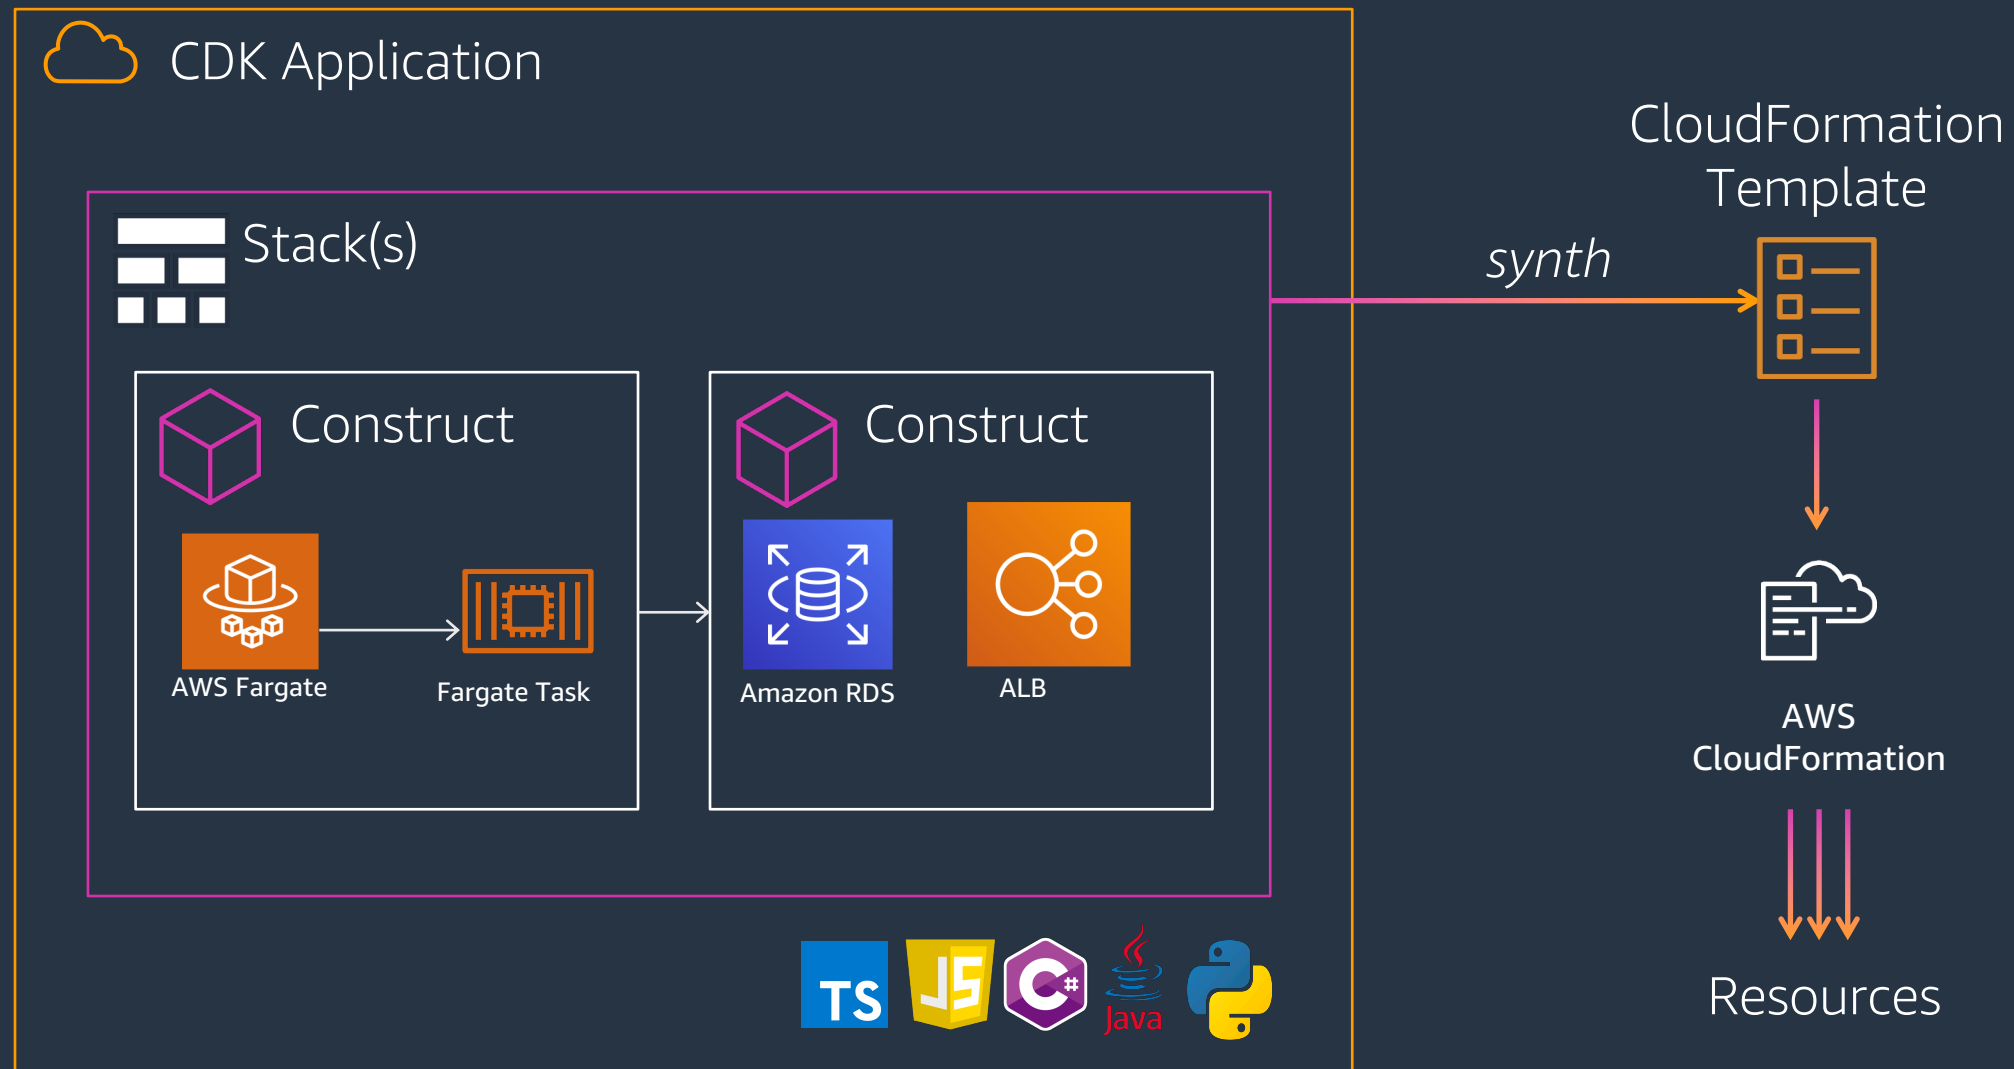 CDK Application
CloudFormation
Template
Stack(s)
synth
Construct
Construct
AWS Fargate
Fargate Task
Amazon RDS
ALB
AWS
CloudFormation
TS
JS
C#
Java
Resources